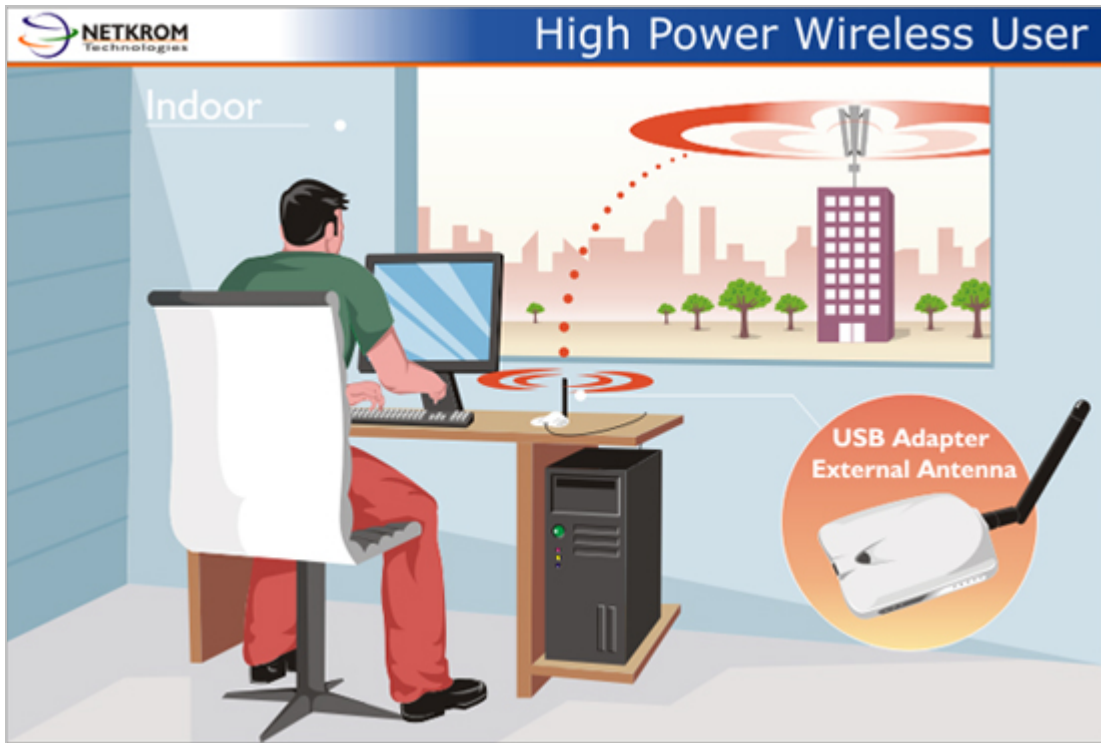 NETKROM
Technologies
High Power Wireless User
Indoor
USB Adapter
External Antenna